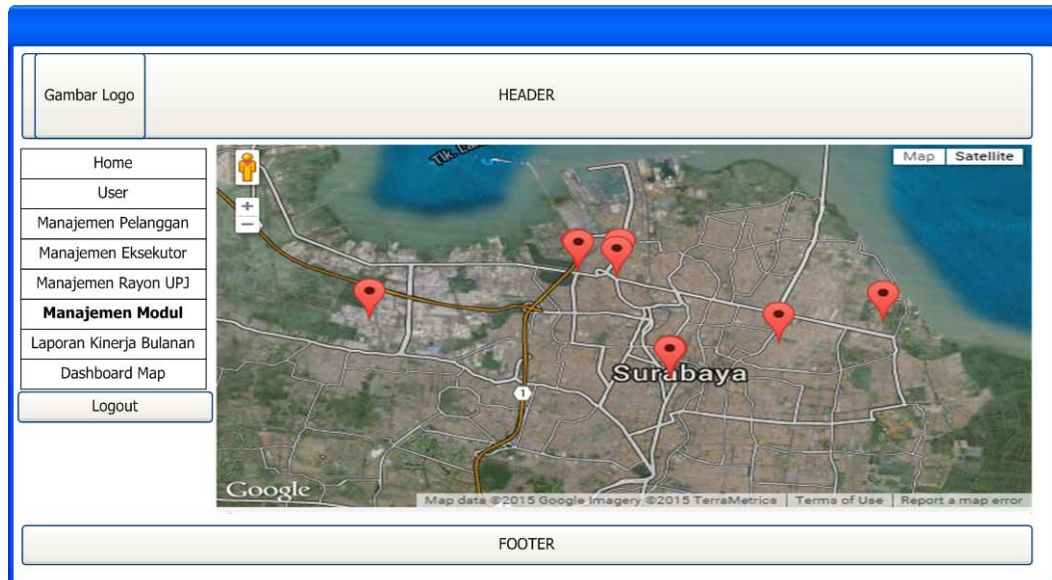 Gambar Logo
HEADER
Home
User
Manajemen Pelanggan
Manajemen Eksekutor
Manajemen Rayon UPJ
Manajemen Modul
Laporan Kinerja Bulanan
Dashboard Map
Logout
Tlk.
Map Satellite
+
−
Surabaya
1
Google
Map data ©2015 Google Imagery ©2015 TerraMetrics Terms of Use Report a map error
FOOTER